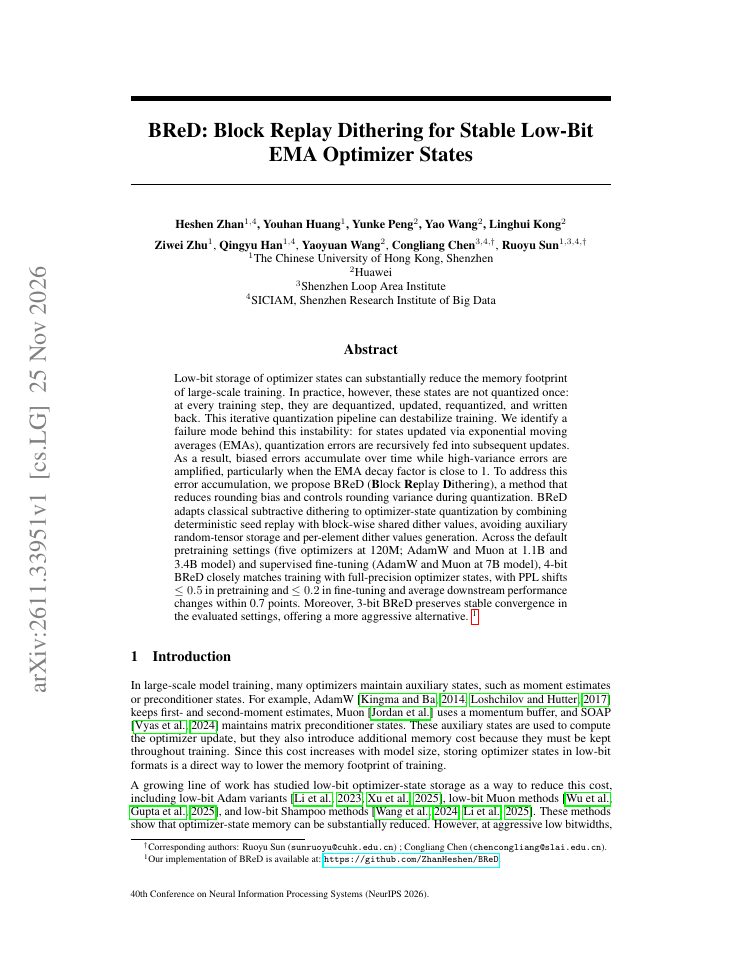 BReD: Block Replay Dithering for Stable Low-Bit
EMA Optimizer States
Heshen Zhan1,4, Youhan Huang1, Yunke Peng2, Yao Wang2, Linghui Kong2
Ziwei Zhu1, Qingyu Han1,4, Yaoyuan Wang2, Congliang Chen3,4,†, Ruoyu Sun1,3,4,†
1The Chinese University of Hong Kong, Shenzhen
2Huawei
3Shenzhen Loop Area Institute
4SICIAM, Shenzhen Research Institute of Big Data
arXiv:2611.33951v1 [cs.LG] 25 Nov 2026
Abstract
Low-bit storage of optimizer states can substantially reduce the memory footprint
of large-scale training. In practice, however, these states are not quantized once:
at every training step, they are dequantized, updated, requantized, and written
back. This iterative quantization pipeline can destabilize training. We identify a
failure mode behind this instability: for states updated via exponential moving
averages (EMAs), quantization errors are recursively fed into subsequent updates.
As a result, biased errors accumulate over time while high-variance errors are
amplified, particularly when the EMA decay factor is close to 1. To address this
error accumulation, we propose BReD (Block Replay Dithering), a method that
reduces rounding bias and controls rounding variance during quantization. BReD
adapts classical subtractive dithering to optimizer-state quantization by combining
deterministic seed replay with block-wise shared dither values, avoiding auxiliary
random-tensor storage and per-element dither values generation. Across the default
pretraining settings (five optimizers at 120M; AdamW and Muon at 1.1B and
3.4B model) and supervised fine-tuning (AdamW and Muon at 7B model), 4-bit
BReD closely matches training with full-precision optimizer states, with PPL shifts
≤ 0.5 in pretraining and ≤ 0.2 in fine-tuning and average downstream performance
changes within 0.7 points. Moreover, 3-bit BReD preserves stable convergence in
the evaluated settings, offering a more aggressive alternative. 1
1 Introduction
In large-scale model training, many optimizers maintain auxiliary states, such as moment estimates
or preconditioner states. For example, AdamW [Kingma and Ba, 2014, Loshchilov and Hutter, 2017]
keeps first- and second-moment estimates, Muon [Jordan et al.] uses a momentum buffer, and SOAP
[Vyas et al., 2024] maintains matrix preconditioner states. These auxiliary states are used to compute
the optimizer update, but they also introduce additional memory cost because they must be kept
throughout training. Since this cost increases with model size, storing optimizer states in low-bit
formats is a direct way to lower the memory footprint of training.
A growing line of work has studied low-bit optimizer-state storage as a way to reduce this cost,
including low-bit Adam variants [Li et al., 2023, Xu et al., 2025], low-bit Muon methods [Wu et al.,
Gupta et al., 2025], and low-bit Shampoo methods [Wang et al., 2024, Li et al., 2025]. These methods
show that optimizer-state memory can be substantially reduced. However, at aggressive low bitwidths,
†Corresponding authors: Ruoyu Sun (sunruoyu@cuhk.edu.cn) ; Congliang Chen (chencongliang@slai.edu.cn).
1Our implementation of BReD is available at: https://github.com/ZhanHeshen/BReD
40th Conference on Neural Information Processing Systems (NeurIPS 2026).